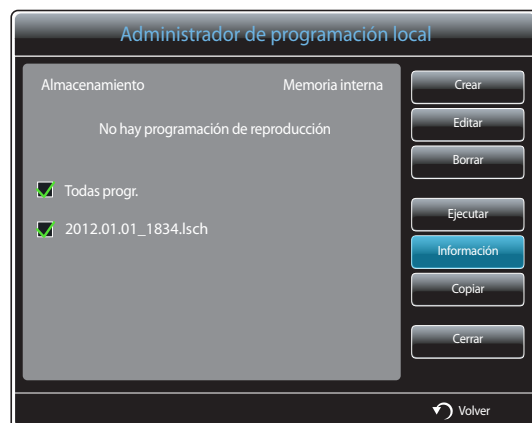 Administrador de programación local
Almacenamiento Memoria interna
No hay programación de reproducción
Todas progr.
2012.01.01_1834.lsch
Crear
Editar
Borrar
Ejecutar
Información
Copiar
Cerrar
Volver